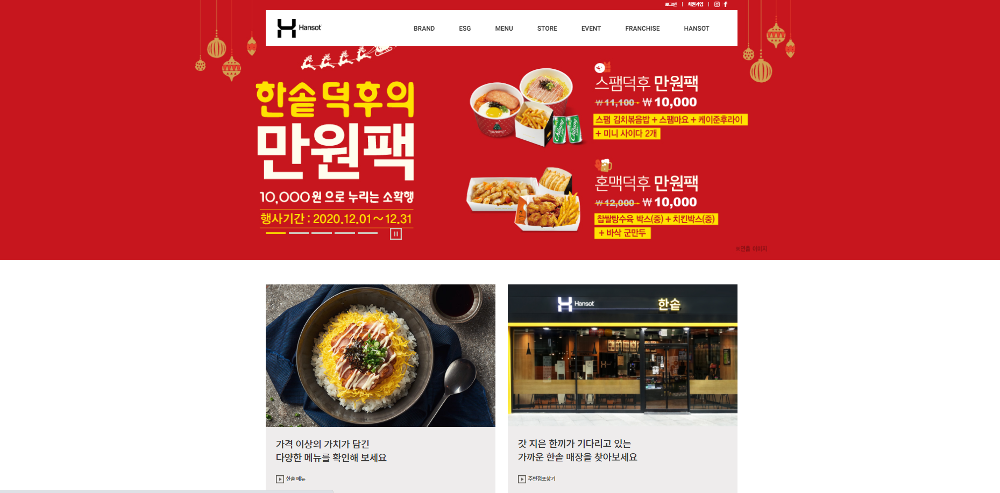 로그인 | 회원가입 |
Hansot
BRAND ESG MENU STORE EVENT FRANCHISE HANSOT
한솥덕후의
만원팩
10,000원으로 누리는 소확행
행사기간 : 2020.12.01~12.31
스팸덕후 만원팩
₩11,100 ₩10,000
스팸 김치볶음밥 + 스팸마요 + 케이준후라이
+ 미니 사이다 2개
Chilsung
Cider
Chilsung
혼맥덕후 만원팩
₩12,000 ₩10,000
찹쌀탕수육 박스(중) + 치킨박스(중)
+ 바삭 군만두
※연출 이미지
Hansot 한솥
가격 이상의 가치가 담긴
다양한 메뉴를 확인해 보세요
한솥 메뉴
갓 지은 한끼가 기다리고 있는
가까운 한솥 매장을 찾아보세요
주변점포찾기